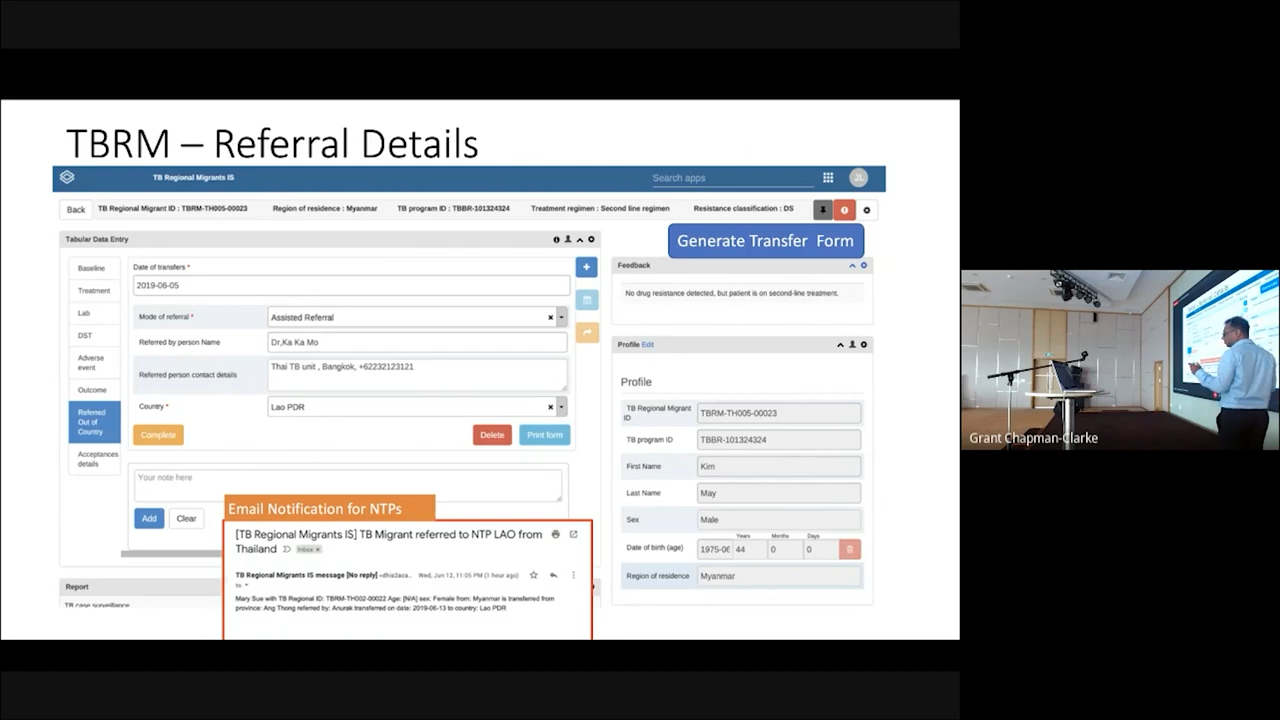 TBRM – Referral Details
TB Regional Migrants IS
Search apps
JL
Back
TB Regional Migrant ID : TBRM-TH005-00023
Region of residence : Myanmar
TB program ID : TBBR-101324324
Treatment regimen : Second line regimen
Resistance classification : DS
Generate Transfer Form
Tabular Data Entry
Baseline
Treatment
Lab
DST
Adverse
event
Outcome
Referred
Out of
Country
Acceptances
details
Date of transfers *
2019-06-05
Mode of referral *
Assisted Referral
Referred by person Name
Dr,Ka Ka Mo
Referred person contact details
Thai TB unit , Bangkok, +62232123121
Country *
Lao PDR
Complete
Delete
Print form
Your note here
Add
Clear
Report
TB case surveillance
Email Notification for NTPs
[TB Regional Migrants IS] TB Migrant referred to NTP LAO from
Thailand
Inbox x
TB Regional Migrants IS message [No reply] <dhis2aca...
Wed, Jun 12, 11:05 PM (1 hour ago)
to
Mary Sue with TB Regional ID: TBRM-TH002-00022 Age: [N/A] sex: Female from: Myanmar is transferred from
province: Ang Thong referred by: Anurak transferred on date: 2019-06-13 to country: Lao PDR
Feedback
No drug resistance detected, but patient is on second-line treatment.
Profile Edit
Profile
TB Regional Migrant
ID
TBRM-TH005-00023
TB program ID
TBBR-101324324
First Name
Kim
Last Name
May
Sex
Male
Years
Months
Days
Date of birth (age)
1975-06
44
0
0
Region of residence
Myanmar
Grant Chapman-Clarke